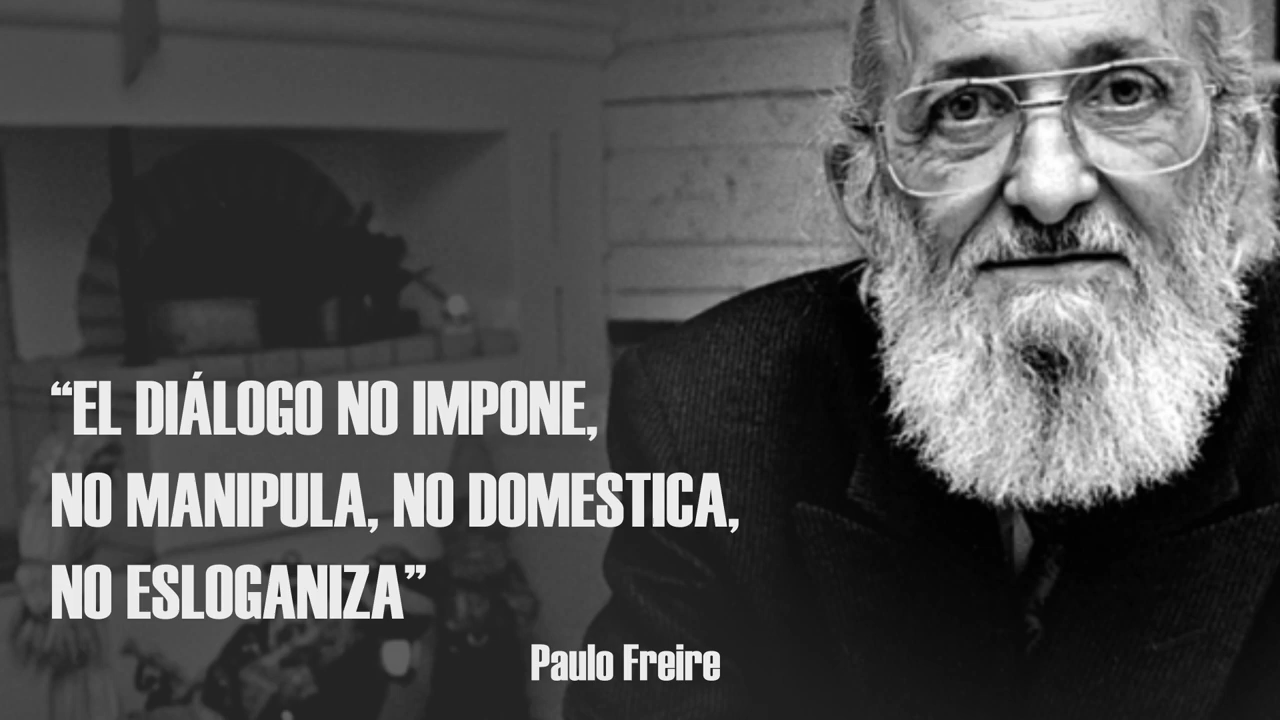 “EL DIÁLOGO NO IMPONE,
NO MANIPULA, NO DOMESTICA,
NO ESLOGANIZA”
Paulo Freire